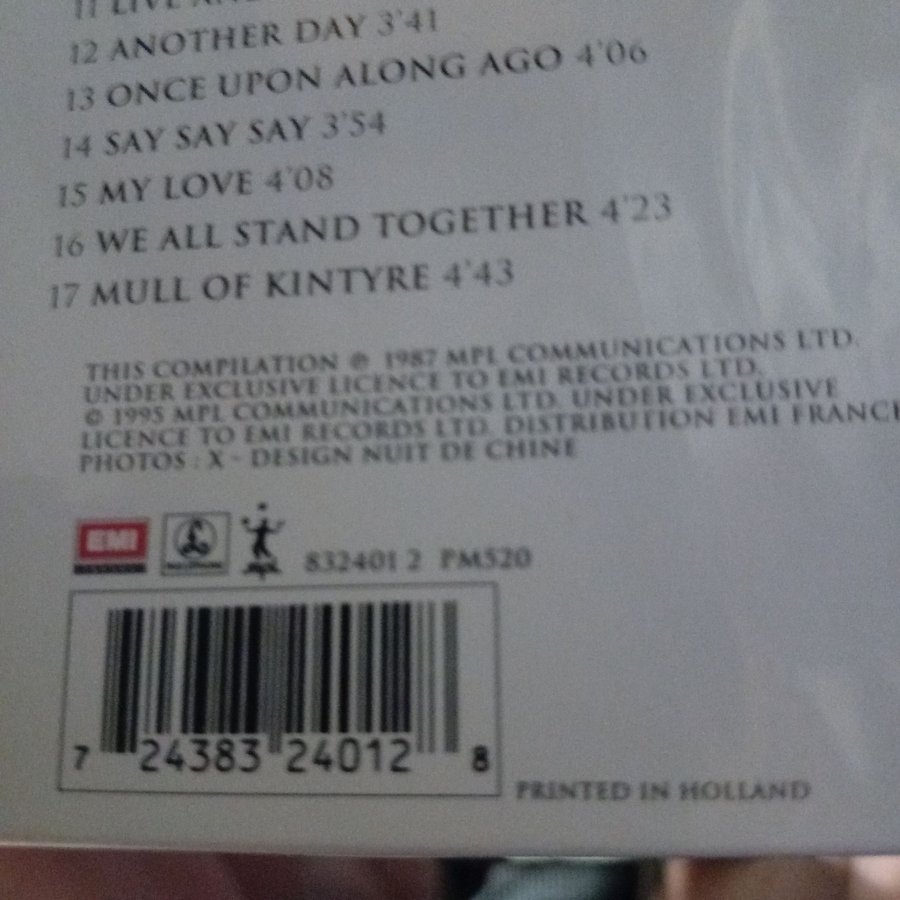 11 LIVE AN
12 ANOTHER DAY 3'41
13 ONCE UPON ALONG AGO 4'06
14 SAY SAY SAY 3'54
15 MY LOVE 4'08
16 WE ALL STAND TOGETHER 4'23
17 MULL OF KINTYRE 4'43
THIS COMPILATION ℗ 1987 MPL COMMUNICATIONS LTD.
UNDER EXCLUSIVE LICENCE TO EMI RECORDS LTD.
© 1995 MPL COMMUNICATIONS LTD. UNDER EXCLUSIVE
LICENCE TO EMI RECORDS LTD. DISTRIBUTION EMI FRANCE
PHOTOS : X - DESIGN NUIT DE CHINE
EMI 832401 2 PM520
7 24383 24012 8
PRINTED IN HOLLAND